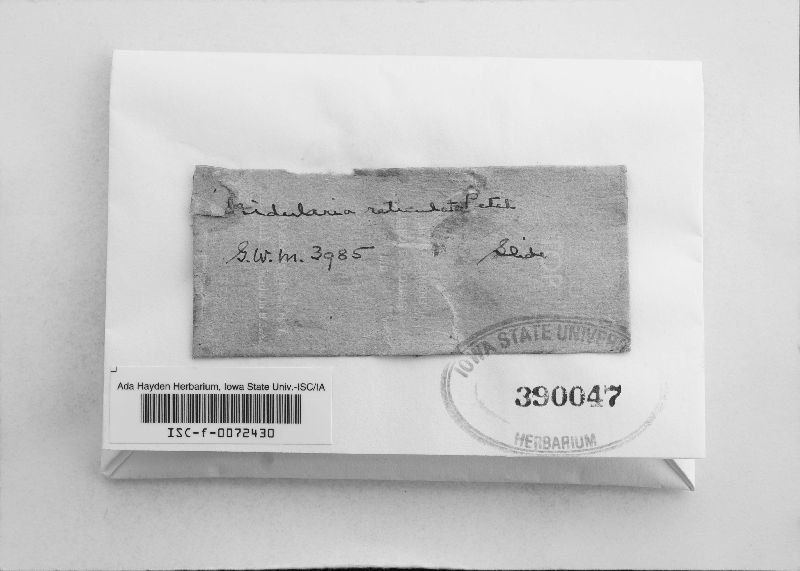 Nidularia reticulata Petch
G.W.M. 3985 Slide
IOWA STATE UNIVER
390047
HERBARIUM
Ada Hayden Herbarium, Iowa State Univ.-ISC/IA
ISC-f-0072430